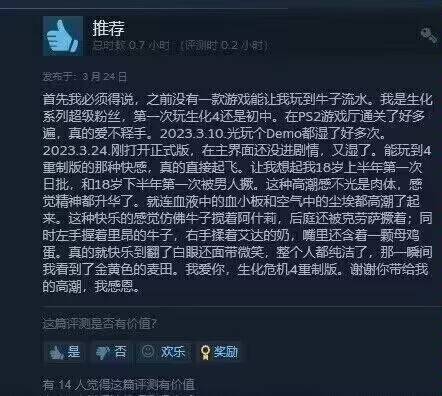 推荐
总时数 0.7 小时 （评测时 0.2 小时）
发布于：3 月 24 日
首先我必须得说，之前没有一款游戏能让我玩到牛子流水。我是生化
系列超级粉丝，第一次玩生化4还是初中。在PS2游戏厅通关了好多
遍，真的爱不释手。2023.3.10.光玩个Demo都湿了好多次。
2023.3.24.刚打开正式版，在主界面还没进剧情，又湿了。能玩到4
重制版的那种快感，真的直接起飞。让我想起我18岁上半年第一次
日批，和18岁下半年第一次被男人撅。这种高潮感不光是肉体，感
觉精神都升华了。就连血液中的血小板和空气中的尘埃都高潮了起
来。这种快乐的感觉仿佛牛子搅着阿什莉，后庭还被克劳萨撅着；同
时左手握着里昂的牛子，右手揉着艾达的奶，嘴里还含着一颗母鸡
蛋。真的就快乐到翻了白眼还面带微笑，整个人都纯洁了，那一瞬间
我看到了金黄色的麦田。我爱你，生化危机4重制版。谢谢你带给我
的高潮，我感恩。
这篇评测是否有价值？
是 否 欢乐 奖励
有 14 人觉得这篇评测有价值